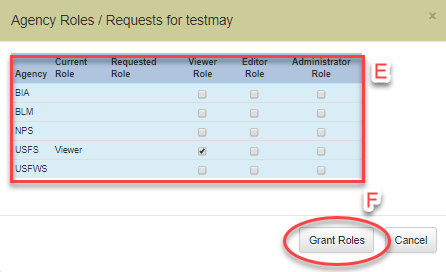 Agency Roles / Requests for testmay ×
Agency Current Role Requested Role Viewer Role Editor Role Administrator Role
BIA
BLM
NPS
USFS Viewer
USFWS
E
F
Grant Roles Cancel